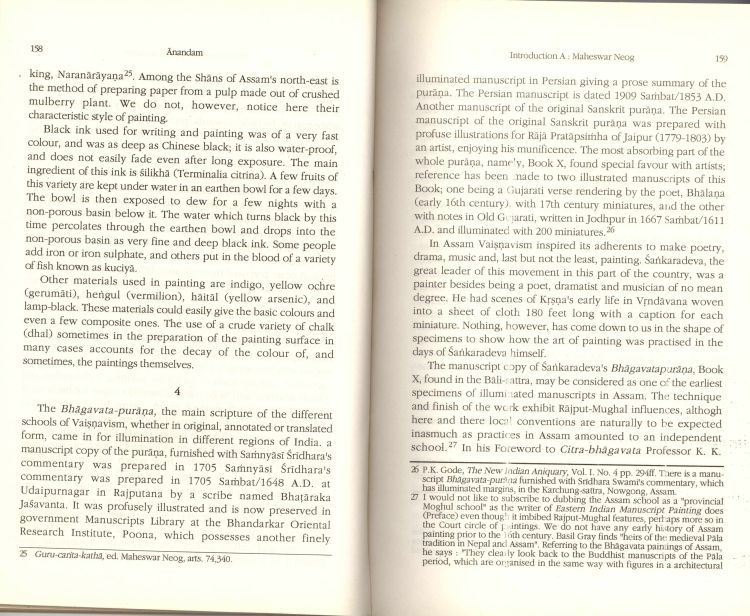 158
Ānandam
king, Naranārāyaṇa25. Among the Shāns of Assam's north-east is
the method of preparing paper from a pulp made out of crushed
mulberry plant. We do not, however, notice here their
characteristic style of painting.
Black ink used for writing and painting was of a very fast
colour, and was as deep as Chinese black; it is also water-proof,
and does not easily fade even after long exposure. The main
ingredient of this ink is śilikhā (Terminalia citrina). A few fruits of
this variety are kept under water in an earthen bowl for a few days.
The bowl is then exposed to dew for a few nights with a
non-porous basin below it. The water which turns black by this
time percolates through the earthen bowl and drops into the
non-porous basin as very fine and deep black ink. Some people
add iron or iron sulphate, and others put in the blood of a variety
of fish known as kuciyā.
Other materials used in painting are indigo, yellow ochre
(gerumāti), heṅgul (vermilion), hāitāl (yellow arsenic), and
lamp-black. These materials could easily give the basic colours and
even a few composite ones. The use of a crude variety of chalk
(dhal) sometimes in the preparation of the painting surface in
many cases accounts for the decay of the colour of, and
sometimes, the paintings themselves.
4
The Bhāgavata-purāṇa, the main scripture of the different
schools of Vaiṣṇavism, whether in original, annotated or translated
form, came in for illumination in different regions of India. a
manuscript copy of the purāṇa, furnished with Saṁnyāsi Śridhara's
commentary was prepared in 1705 Saṁnyāsi Śridhara's
commentary was prepared in 1705 Saṁbat/1648 A.D. at
Udaipurnagar in Rajputana by a scribe named Bhaṭāraka
Jaśavanta. It was profusely illustrated and is now preserved in
government Manuscripts Library at the Bhandarkar Oriental
Research Institute, Poona, which possesses another finely
25 Guru-carita-kathā, ed. Maheswar Neog, arts. 74,340.
Introduction A : Maheswar Neog
159
illuminated manuscript in Persian giving a prose summary of the
purāṇa. The Persian manuscript is dated 1909 Saṁbat/1853 A.D.
Another manuscript of the original Sanskrit purāṇa. The Persian
manuscript of the original Sanskrit purāṇa was prepared with
profuse illustrations for Rājā Pratāpsiṁha of Jaipur (1779-1803) by
an artist, enjoying his munificence. The most absorbing part of the
whole purāṇa, namely, Book X, found special favour with artists;
reference has been made to two illustrated manuscripts of this
Book; one being a Gujarati verse rendering by the poet, Bhālaṇa
(early 16th century). with 17th century miniatures, and the other
with notes in Old Gujarati, written in Jodhpur in 1667 Saṁbat/1611
A.D. and illuminated with 200 miniatures.26
In Assam Vaiṣṇavism inspired its adherents to make poetry,
drama, music and, last but not the least, painting. Śaṅkaradeva, the
great leader of this movement in this part of the country, was a
painter besides being a poet, dramatist and musician of no mean
degree. He had scenes of Kṛṣṇa's early life in Vṛndāvana woven
into a sheet of cloth 180 feet long with a caption for each
miniature. Nothing, however, has come down to us in the shape of
specimens to show how the art of painting was practised in the
days of Śaṅkaradeva himself.
The manuscript copy of Śaṅkaradeva's Bhāgavatapurāṇa, Book
X, found in the Bāli-sattra, may be considered as one of the earliest
specimens of illuminated manuscripts in Assam. The technique
and finish of the work exhibit Rājput-Mughal influences, althogh
here and there local conventions are naturally to be expected
inasmuch as practices in Assam amounted to an independent
school.27 In his Foreword to Citra-bhāgavata Professor K. K.
26 P.K. Gode, The New Indian Aniquary, Vol. I. No. 4 pp. 294ff. There is a manu-
script Bhāgavata-purāṇa furnished with Sridhara Swami's commentary, which
has illuminated margins, in the Karchung-sattra, Nowgong, Assam.
27 I would not like to subscribe to dubbing the Assam school as a "provincial
Moghul school" as the writer of Eastern Indian Manuscript Painting does
(Preface) even though it imbibed Rajput-Mughal features, perhaps more so in
the Court circle of paintings. We do not have any early history of Assam
painting prior to the 16th century. Basil Gray finds "heirs of the medieval Pāla
tradition in Nepal and Assam". Referring to the Bhāgavata paintings of Assam,
he says : "They clearly look back to the Buddhist manuscripts of the Pāla
period, which are organised in the same way with figures in a architectural